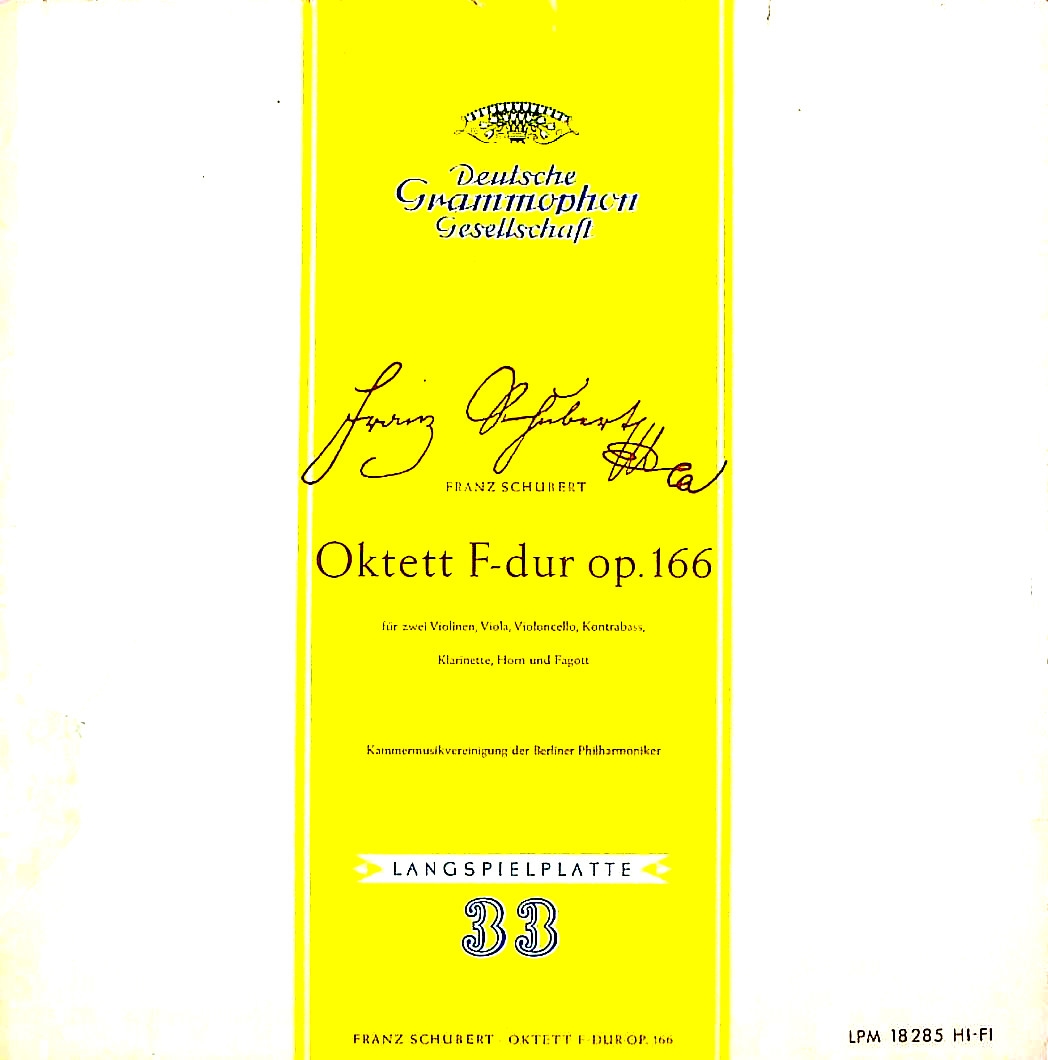 Deutsche
Grammophon
Gesellschaft
Franz Schubert
FRANZ SCHUBERT
Oktett F-dur op. 166
für zwei Violinen, Viola, Violoncello, Kontrabass,
Klarinette, Horn und Fagott
Kammermusikvereinigung der Berliner Philharmoniker
LANGSPIELPLATTE
33
FRANZ SCHUBERT · OKTETT F-DUR OP. 166
LPM 18285 HI-FI